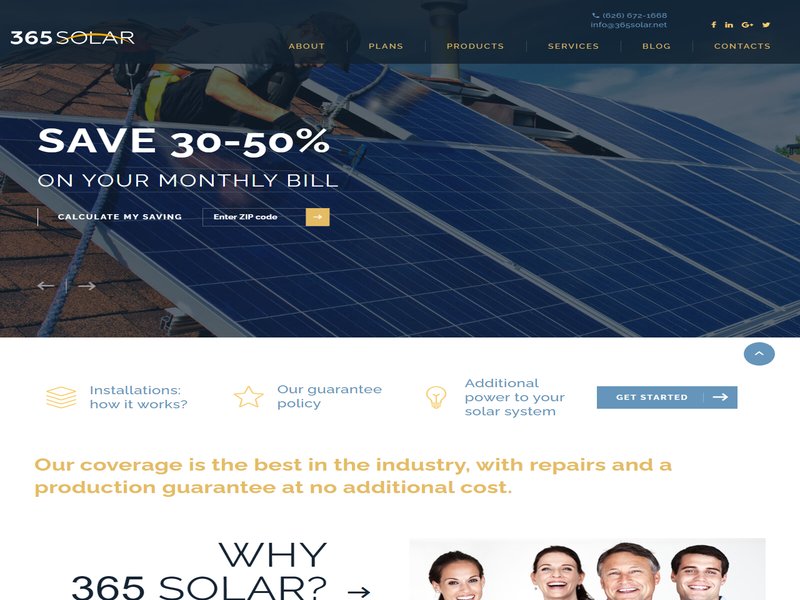 (626) 672-1668
info@365solar.net
365 SOLAR
ABOUT
PLANS
PRODUCTS
SERVICES
BLOG
CONTACTS
SAVE 30-50%
ON YOUR MONTHLY BILL
CALCULATE MY SAVING
Enter ZIP code
Installations:
how it works?
Our guarantee
policy
Additional
power to your
solar system
GET STARTED
Our coverage is the best in the industry, with repairs and a
production guarantee at no additional cost.
WHY
365 SOLAR?